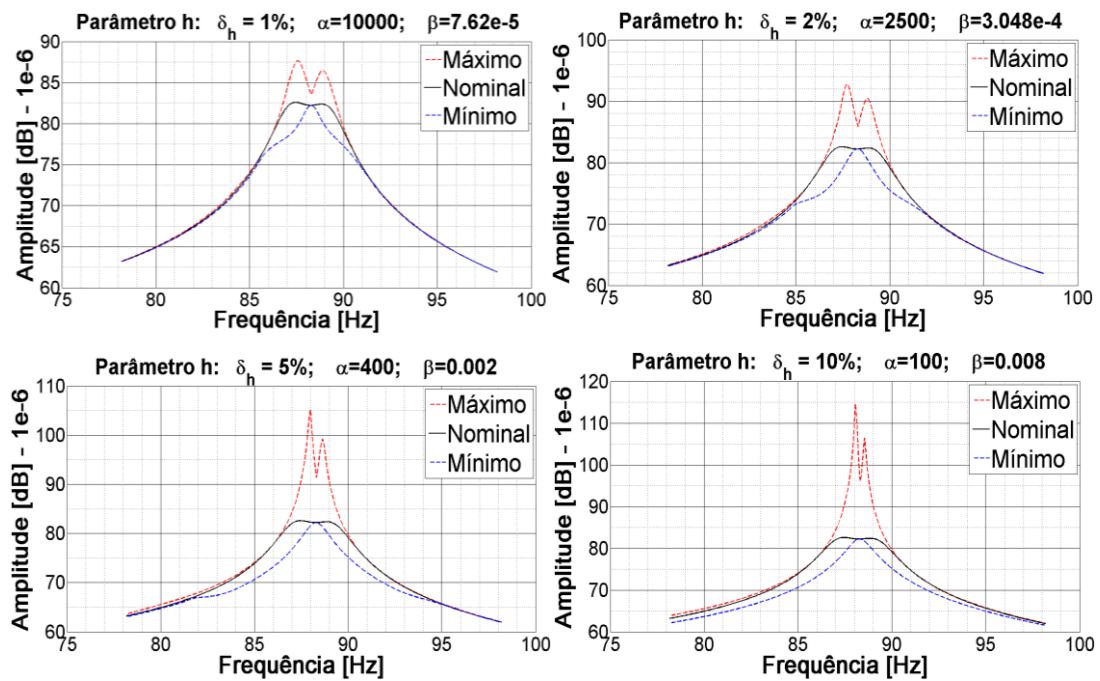 Parâmetro h: δh = 1%; α=10000; β=7.62e-5
Amplitude [dB] - 1e-6
90
85
80
75
70
65
60
75 80 85 90 95 100
Frequência [Hz]
Máximo
Nominal
Mínimo
Parâmetro h: δh = 2%; α=2500; β=3.048e-4
Amplitude [dB] - 1e-6
100
90
80
70
60
75 80 85 90 95 100
Frequência [Hz]
Máximo
Nominal
Mínimo
Parâmetro h: δh = 5%; α=400; β=0.002
Amplitude [dB] - 1e-6
110
100
90
80
70
60
75 80 85 90 95 100
Frequência [Hz]
Máximo
Nominal
Mínimo
Parâmetro h: δh = 10%; α=100; β=0.008
Amplitude [dB] - 1e-6
120
110
100
90
80
70
60
75 80 85 90 95 100
Frequência [Hz]
Máximo
Nominal
Mínimo